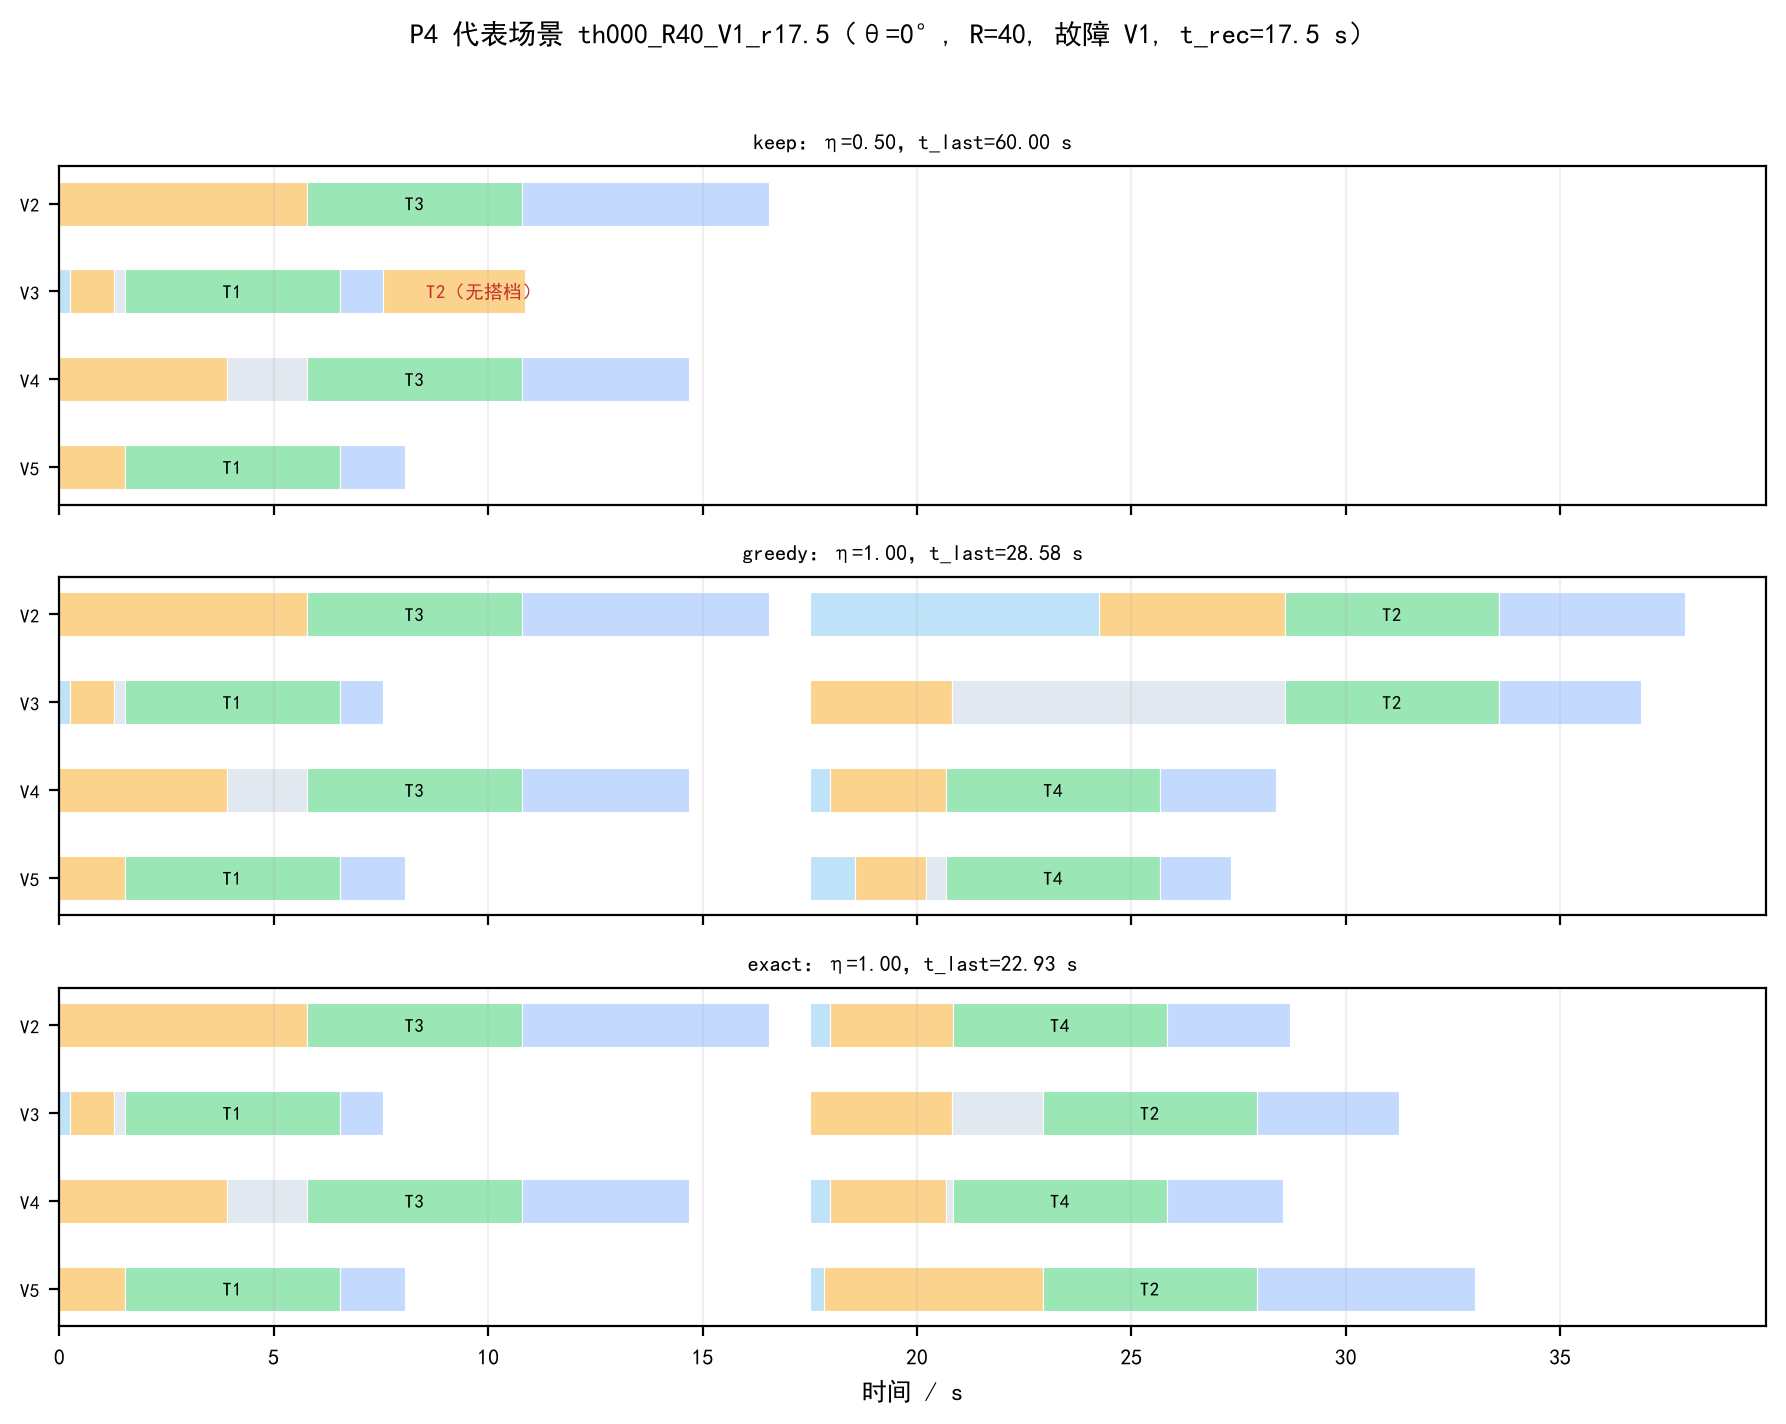 P4 代表场景 th000_R40_V1_r17.5（θ=0°, R=40, 故障 V1, t_rec=17.5 s）
keep: η=0.50, t_last=60.00 s
V2 T3
V3 T1 T2（无搭档）
V4 T3
V5 T1
greedy: η=1.00, t_last=28.58 s
V2 T3 T2
V3 T1 T2
V4 T3 T4
V5 T1 T4
exact: η=1.00, t_last=22.93 s
V2 T3 T4
V3 T1 T2
V4 T3 T4
V5 T1 T2
0 5 10 15 20 25 30 35
时间 / s